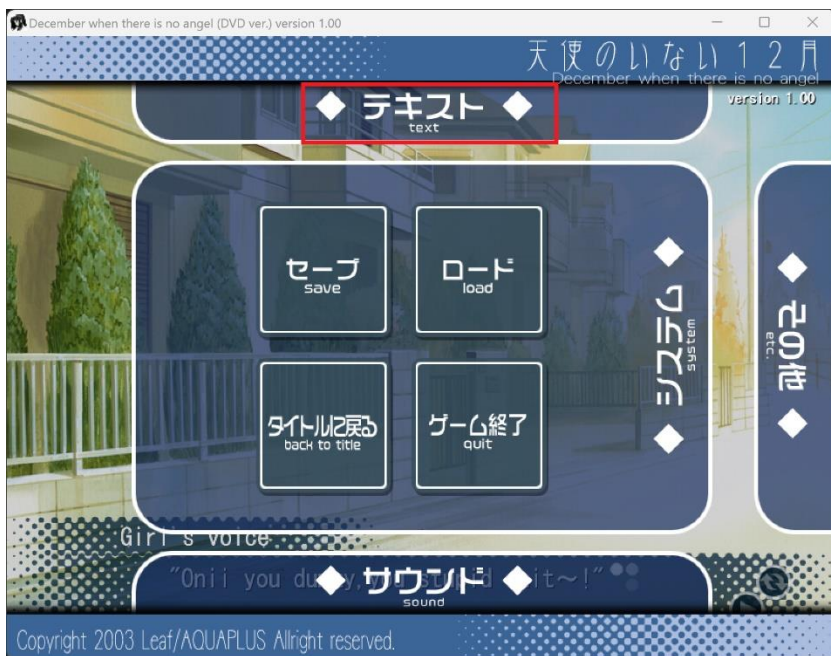 December when there is no angel (DVD ver.) version 1.00
天使のいない12月
December when there is no angel
version 1.00
◆ テキスト ◆
text
セーブ
save
ロード
load
タイトルに戻る
back to title
ゲーム終了
quit
◆ システム ◆
system
◆ その他 ◆
etc.
Girl's voice
"Onii you du
it~!"
◆ サウンド ◆
sound
Copyright 2003 Leaf/AQUAPLUS Allright reserved.